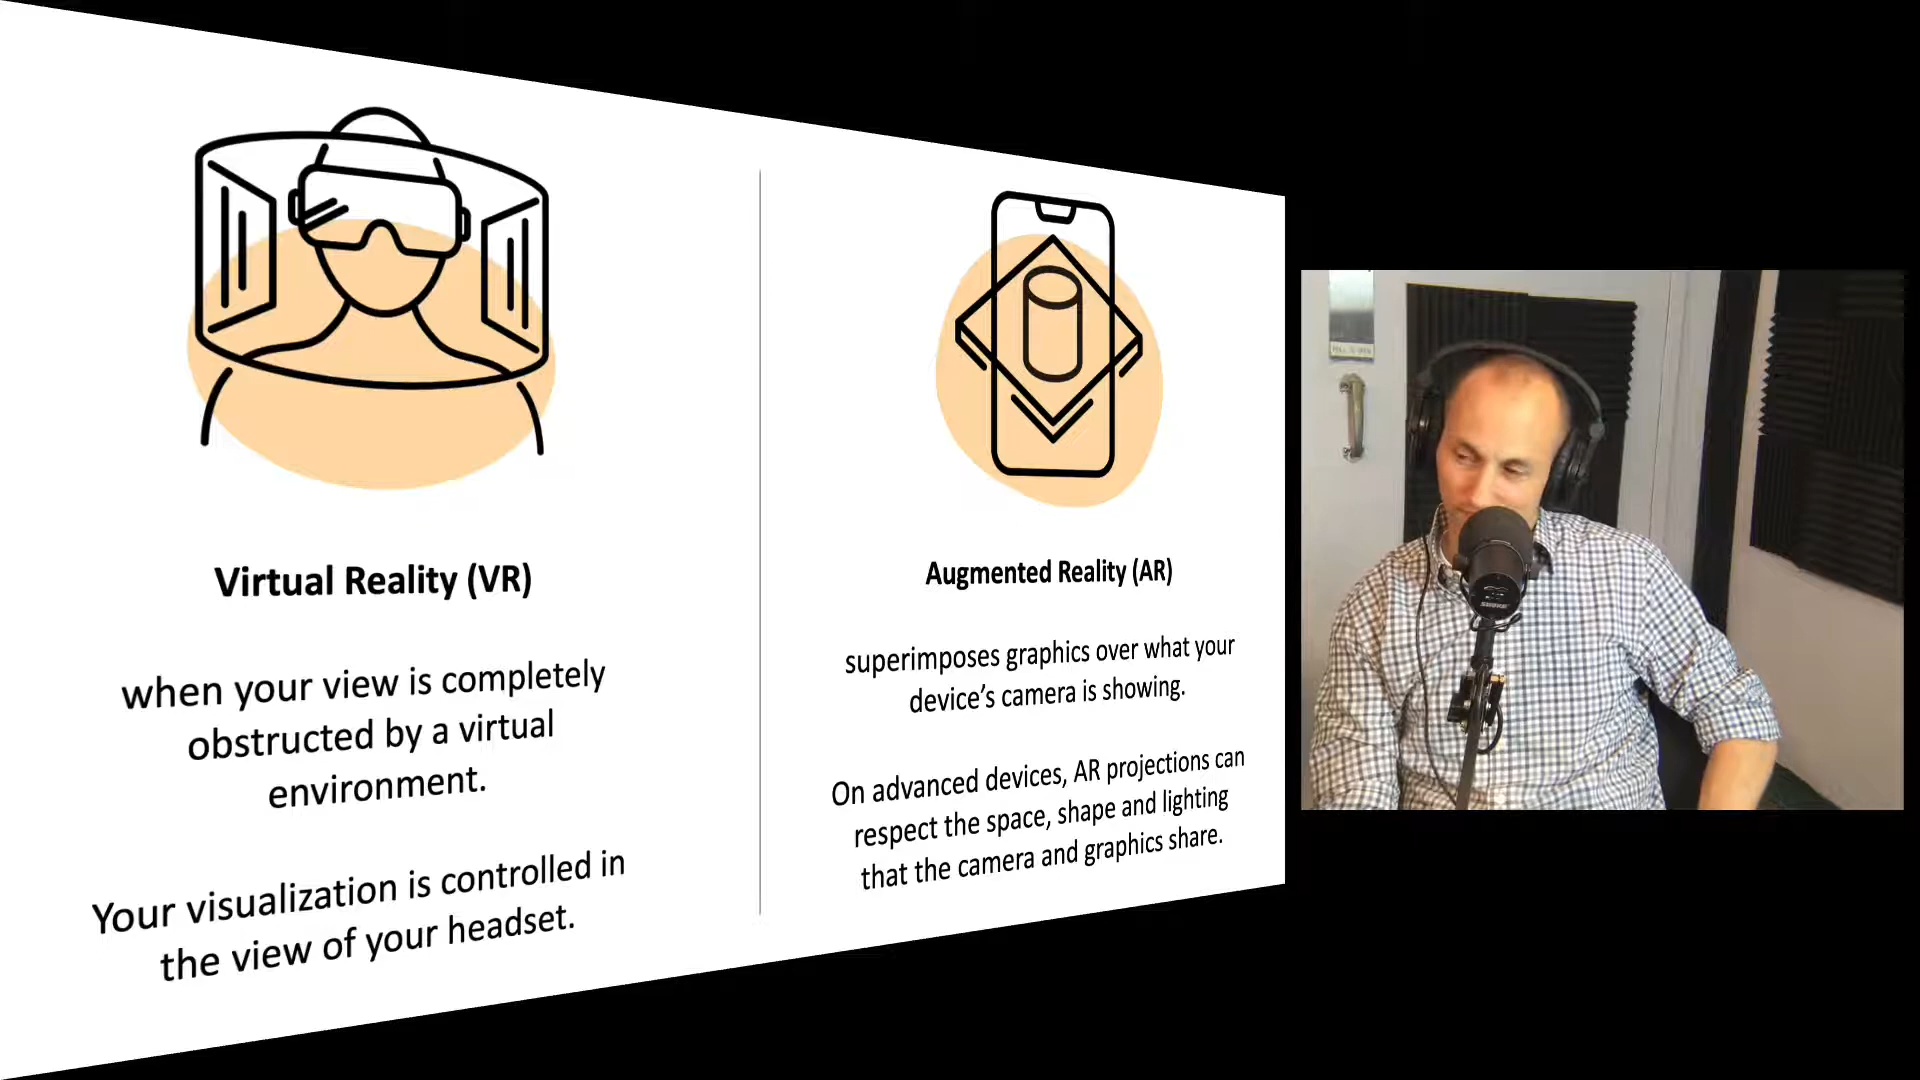 Virtual Reality (VR)
when your view is completely
obstructed by a virtual
environment.
Your visualization is controlled in
the view of your headset.
Augmented Reality (AR)
superimposes graphics over what your
device’s camera is showing.
On advanced devices, AR projections can
respect the space, shape and lighting
that the camera and graphics share.
SHURE